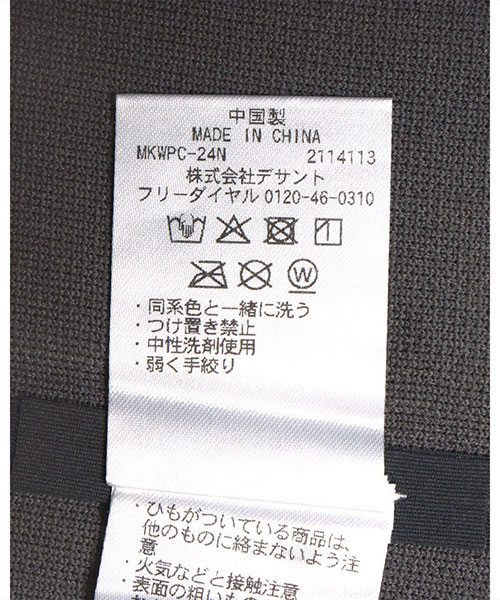 中国製
MADE IN CHINA
MKWPC-24N 2114113
株式会社デサント
フリーダイヤル 0120-46-0310
W
・同系色と一緒に洗う
・つけ置き禁止
・中性洗剤使用
・弱く手絞り
・ひもがついている商品は、
他のものに絡まないよう注
意
・火気などと接触注意
・表面の粗いもの